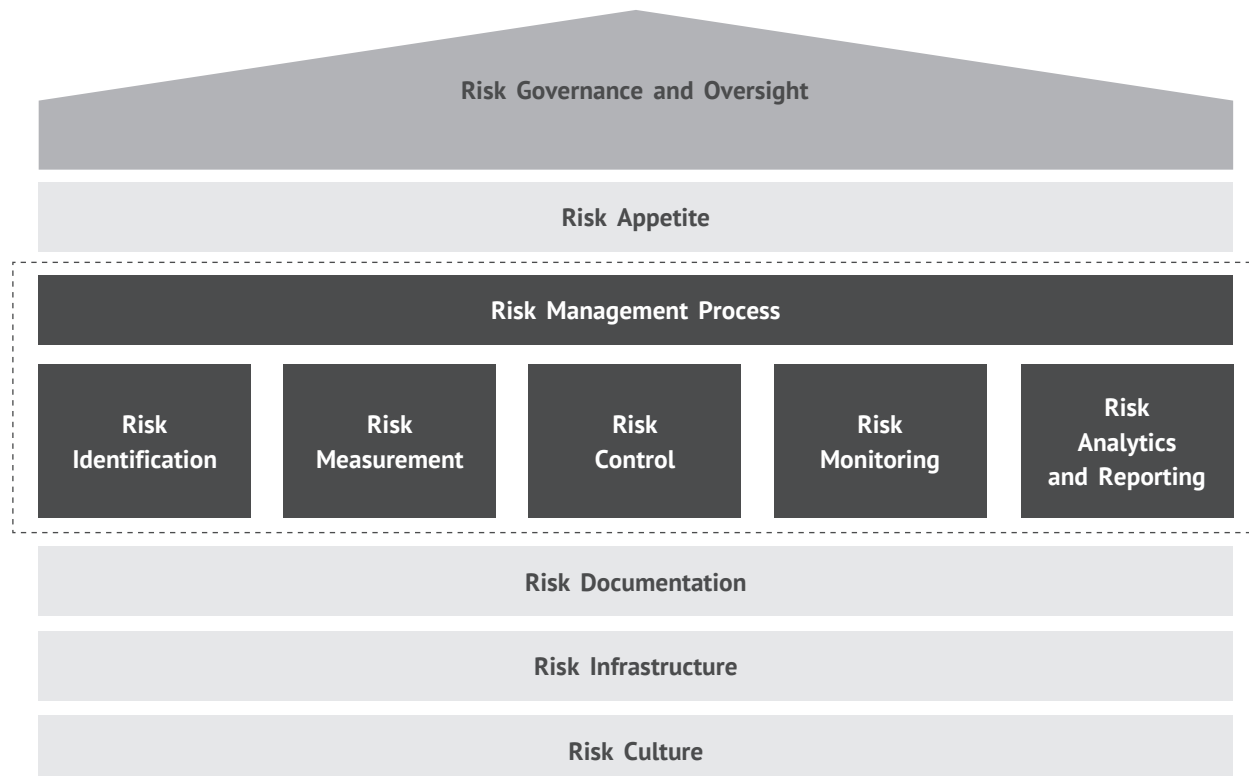 Risk Governance and Oversight
Risk Appetite
Risk Management Process
Risk
Identification
Risk
Measurement
Risk
Control
Risk
Monitoring
Risk
Analytics
and Reporting
Risk Documentation
Risk Infrastructure
Risk Culture